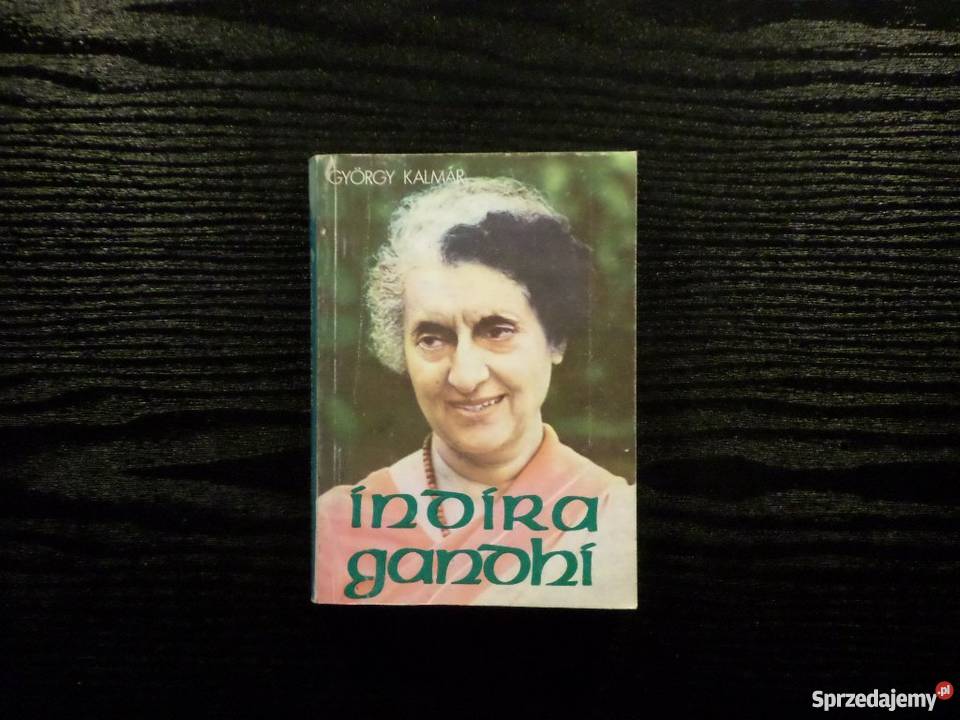 GYÖRGY KALMÁR
indira
gandhi
Sprzedajemy.pl